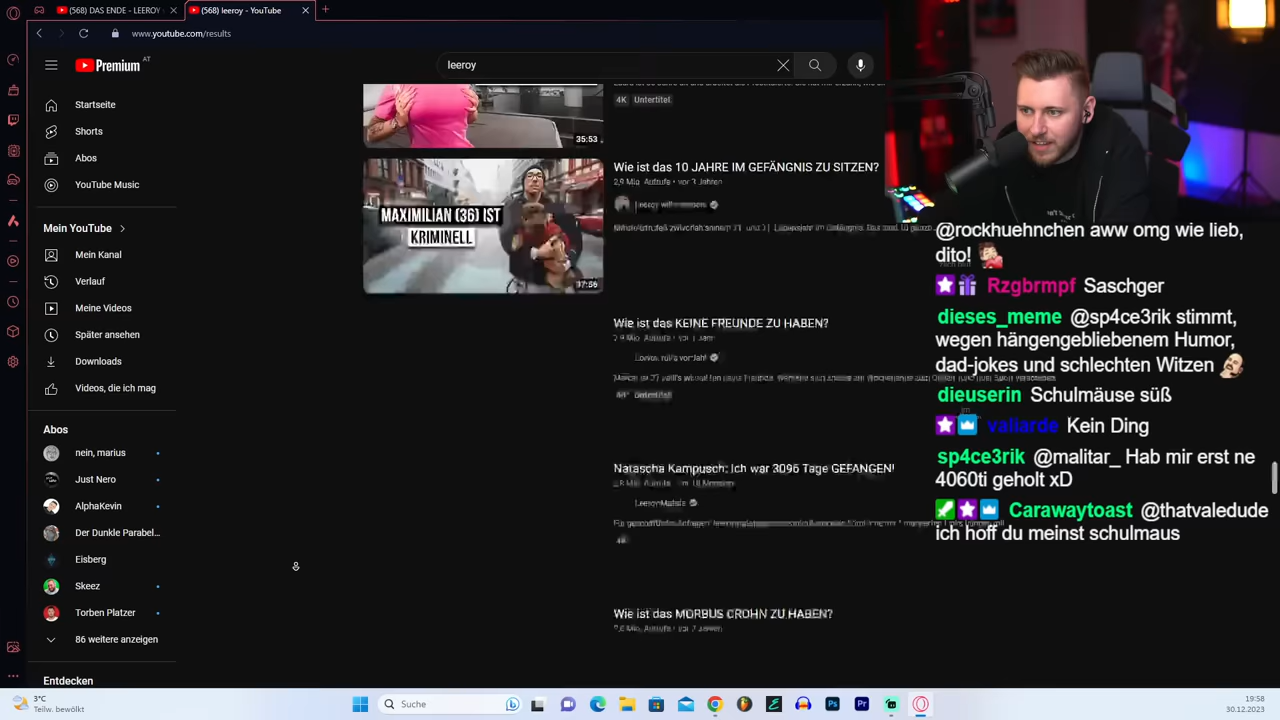 (568) DAS ENDE - LEEROY
(568) leeroy - YouTube
www.youtube.com/results
Premium AT
leeroy
Startseite
Shorts
Abos
YouTube Music
Mein YouTube
Mein Kanal
Verlauf
Meine Videos
Später ansehen
Downloads
Videos, die ich mag
Abos
nein, marius
Just Nero
AlphaKevin
Der Dunkle Parabel...
Eisberg
Skeez
Torben Platzer
86 weitere anzeigen
Entdecken
35:53
4K Untertitel
MAXIMILIAN (36) IST
KRIMINELL
Wie ist das 10 JAHRE IM GEFÄNGNIS ZU SITZEN?
2,9 Mio. Aufrufe • vor 3 Jahren
Wie ist das KEINE FREUNDE ZU HABEN?
Natascha Kampusch: Ich war 3096 Tage GEFANGEN!
Wie ist das MORBUS CROHN ZU HABEN?
@rockhuehnchen aww omg wie lieb,
dito!
Rzgbrmpf Saschger
dieses_meme @sp4ce3rik stimmt,
wegen hängengebliebenem Humor,
dad-jokes und schlechten Witzen
dieuserin Schulmäuse süß
valiarde Kein Ding
sp4ce3rik @malitar_ Hab mir erst ne
4060ti geholt xD
Carawaytoast @thatvaledude
ich hoff du meinst schulmaus
3°C
Teilw. bewölkt
Suche
19:58
30.12.2023